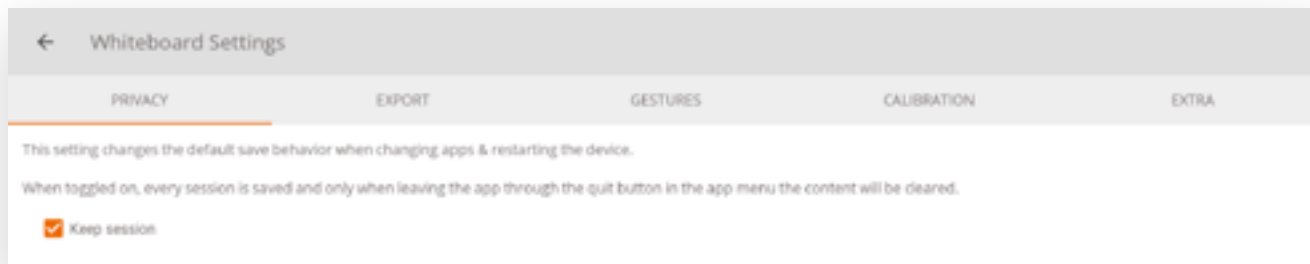 Whiteboard Settings
PRIVACY EXPORT GESTURES CALIBRATION EXTRA
This setting changes the default save behavior when changing apps & restarting the device.
When toggled on, every session is saved and only when leaving the app through the quit button in the app menu the content will be cleared.
Keep session